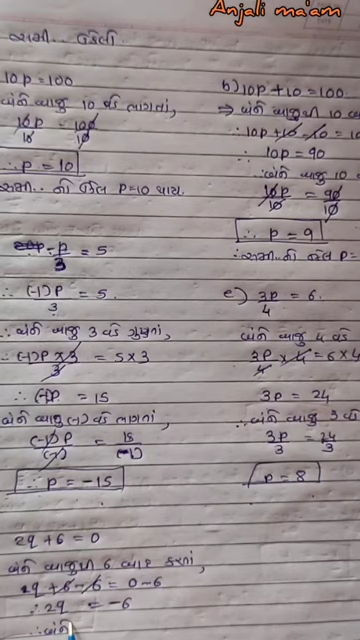 Anjali ma'am
સમી.. ઉકેલો.
10p = 100
બંને બાજુ 10 વડે ભાગતાં,
10p/10 = 100/10
∴ p = 10
સમી.. નો ઉકેલ p=10 થાય.
b) 10p + 10 = 100
⇒ બંને બાજુથી 10
∴ 10p + 10 - 10 = 10
∴ 10p = 90
∴ બંને બાજુ 10
10p/10 = 90/10
∴ p = 9
∴ સમી.. નો ઉકેલ p =
-p/3 = 5
∴ (-1)p/3 = 5
∴ બંને બાજુ 3 વડે ગુણતાં,
∴ (-1)p × 3/3 = 5 × 3
∴ (-1)p = 15
બંને બાજુ (-1) વડે ભાગતાં,
(-1)p/(-1) = 15/(-1)
∴ p = -15
e) 3p/4 = 6.
બંને બાજુ 4 વડે
3p/4 × 4 = 6 × 4
3p = 24
∴ બંને બાજુ 3 વડે
3p/3 = 24/3
p = 8
2q + 6 = 0
બંને બાજુથી 6 બાદ કરતાં,
2q + 6 - 6 = 0 - 6
∴ 2q = -6
∴ બંને